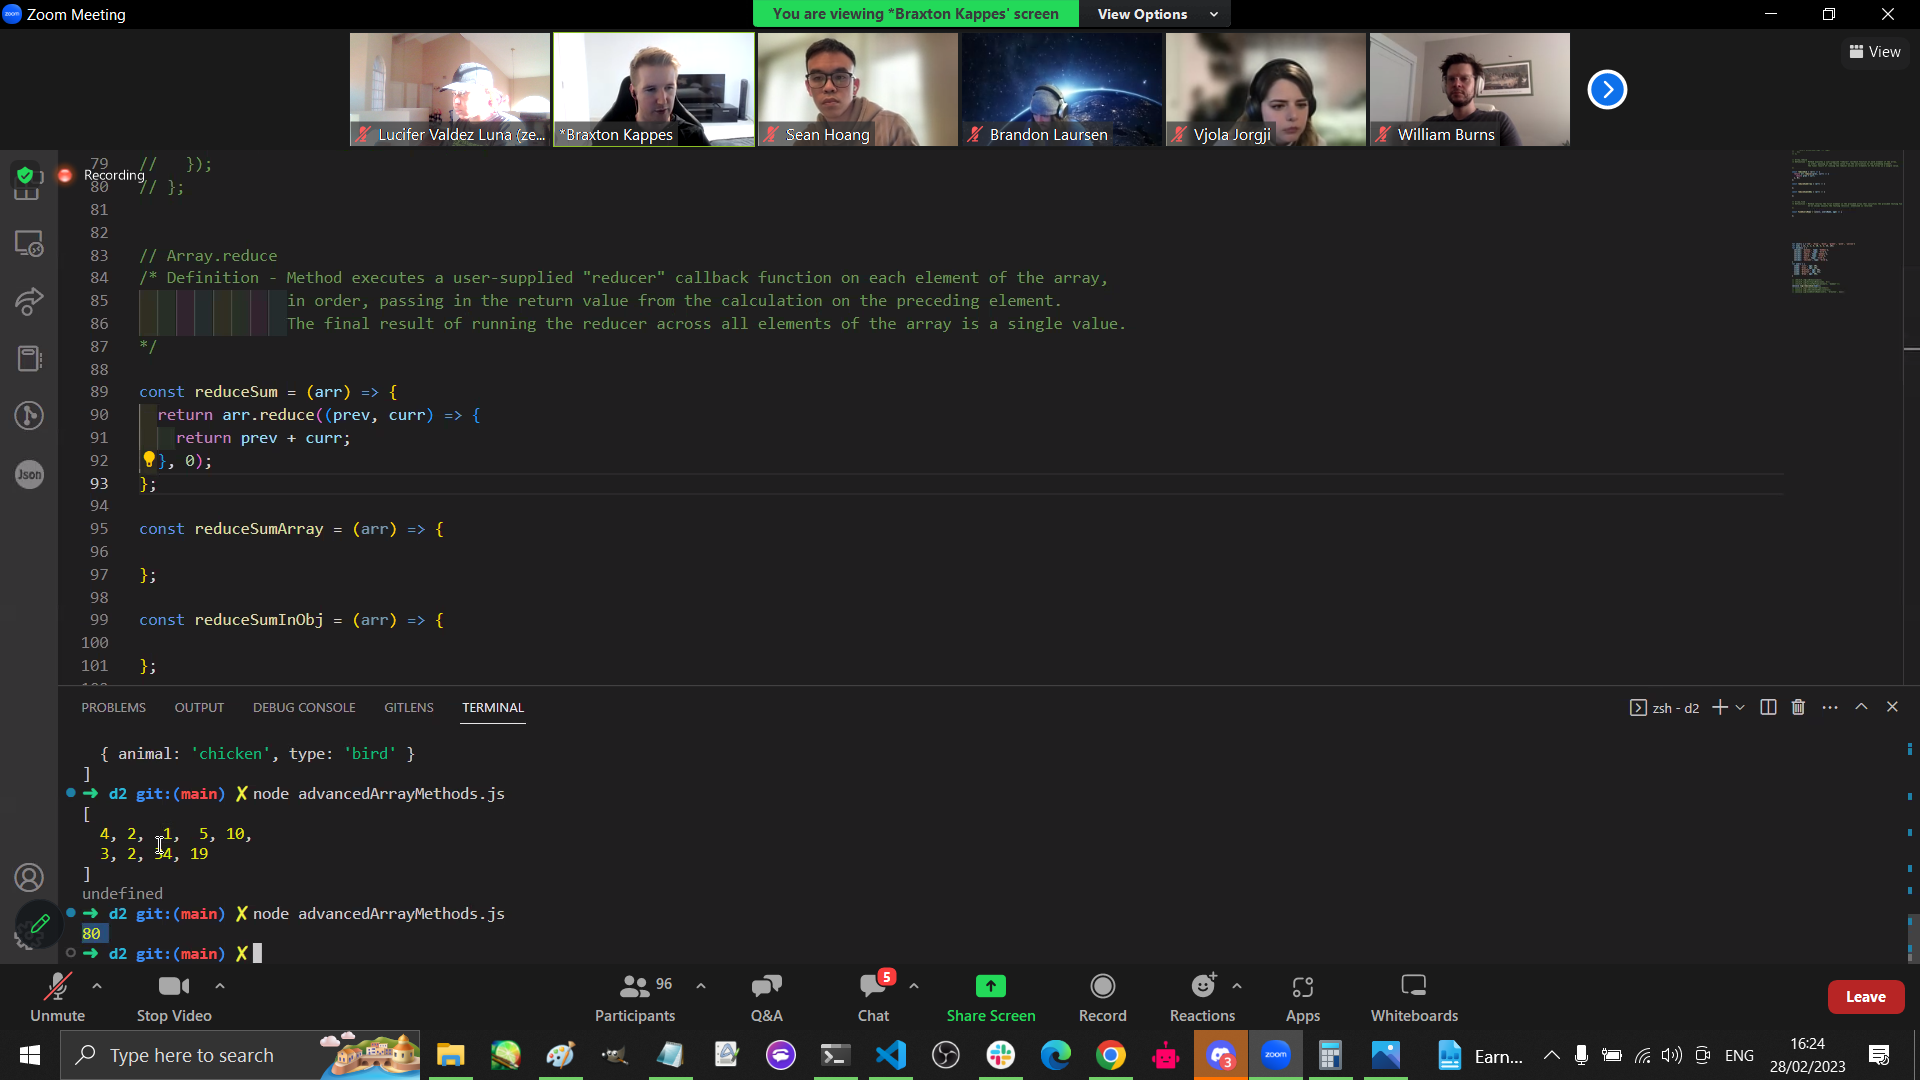 Zoom Meeting
You are viewing *Braxton Kappes' screen
View Options
View
Lucifer Valdez Luna (ze...
*Braxton Kappes
Sean Hoang
Brandon Laursen
Vjola Jorgji
William Burns
Recording
79 //   });
80 // };
81
82
83 // Array.reduce
84 /* Definition - Method executes a user-supplied "reducer" callback function on each element of the array,
85 in order, passing in the return value from the calculation on the preceding element.
86 The final result of running the reducer across all elements of the array is a single value.
87 */
88
89 const reduceSum = (arr) => {
90 return arr.reduce((prev, curr) => {
91 return prev + curr;
92 }, 0);
93 };
94
95 const reduceSumArray = (arr) => {
96
97 };
98
99 const reduceSumInObj = (arr) => {
100
101 };
Json
PROBLEMS
OUTPUT
DEBUG CONSOLE
GITLENS
TERMINAL
zsh - d2
{ animal: 'chicken', type: 'bird' }
]
➜ d2 git:(main) ✗ node advancedArrayMethods.js
[
4, 2, 1, 5, 10,
3, 2, 34, 19
]
undefined
➜ d2 git:(main) ✗ node advancedArrayMethods.js
80
➜ d2 git:(main) ✗
Unmute
Stop Video
96
Participants
Q&A
5
Chat
Share Screen
Record
Reactions
Apps
Whiteboards
Leave
Type here to search
3
zoom
Earn...
ENG
16:24
28/02/2023